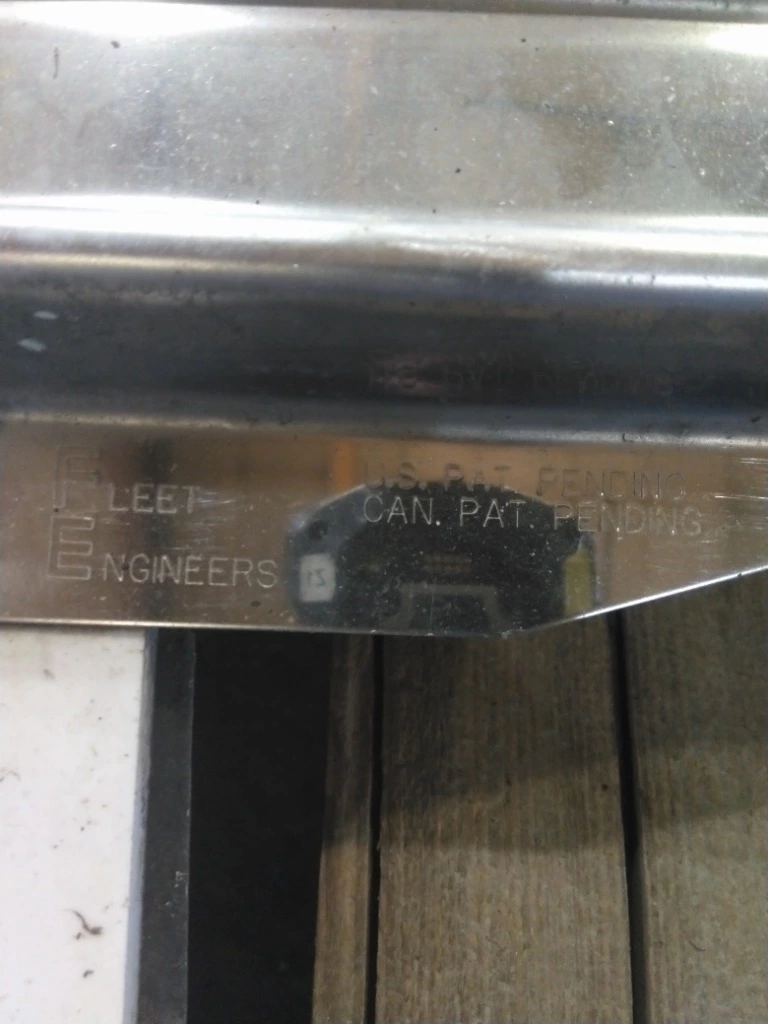 FLEET
ENGINEERS
U.S. PAT. PENDING
CAN. PAT. PENDING